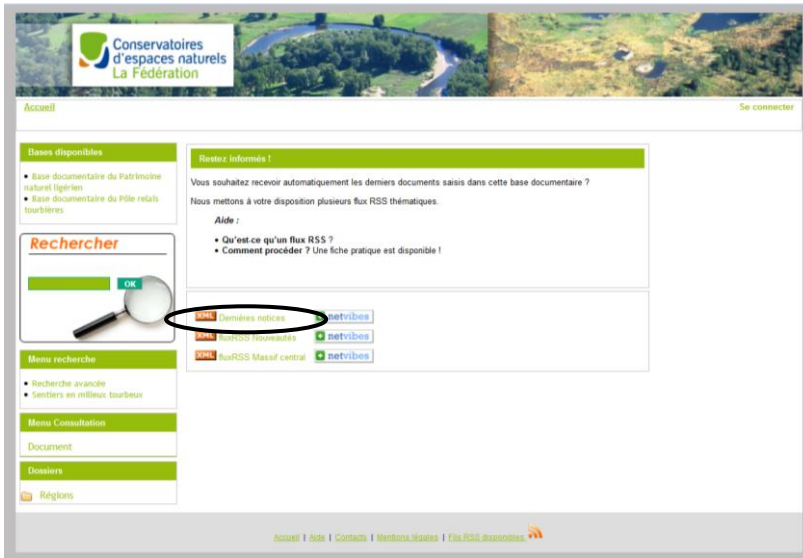 Conservatoires
d'espaces naturels
La Fédération
Accueil
Se connecter
Bases disponibles
• Base documentaire du Patrimoine
naturel ligérien
• Base documentaire du Pôle relais
tourbières
Rechercher
OK
Menu recherche
• Recherche avancée
• Sentiers en milieux tourbeux
Menu Consultation
Document
Dossiers
Régions
Restez informés !
Vous souhaitez recevoir automatiquement les derniers documents saisis dans cette base documentaire ?
Nous mettons à votre disposition plusieurs flux RSS thématiques.
Aide :
• Qu'est-ce qu'un flux RSS ?
• Comment procéder ? Une fiche pratique est disponible !
XML Dernières notices netvibes
XML fluxRSS Nouveautés netvibes
XML fluxRSS Massif central netvibes
Accueil | Aide | Contacts | Mentions légales | Fils RSS disponibles